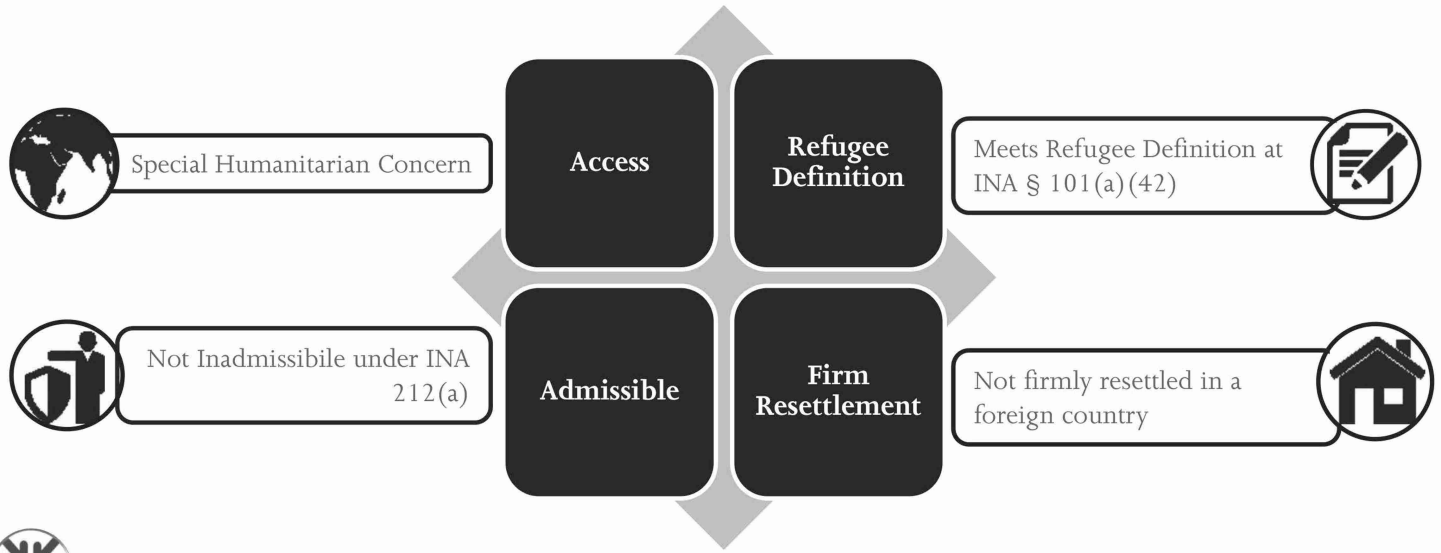 Special Humanitarian Concern
Access
Refugee
Definition
Meets Refugee Definition at
INA § 101(a)(42)
Not Inadmissibile under INA
212(a)
Admissible
Firm
Resettlement
Not firmly resettled in a
foreign country